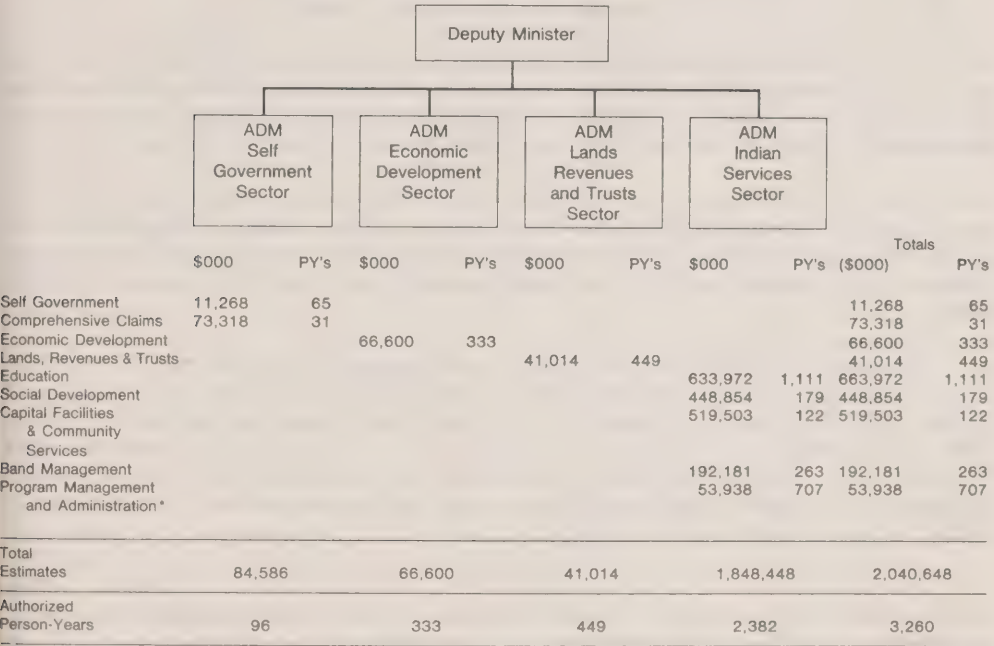 Deputy Minister
ADM
Self
Government
Sector
ADM
Economic
Development
Sector
ADM
Lands
Revenues
and Trusts
Sector
ADM
Indian
Services
Sector
Totals
$000 PY's $000 PY's $000 PY's $000 PY's ($000) PY's
Self Government 11,268 65 11,268 65
Comprehensive Claims 73,318 31 73,318 31
Economic Development 66,600 333 66,600 333
Lands, Revenues & Trusts 41,014 449 41,014 449
Education 633,972 1,111 663,972 1,111
Social Development 448,854 179 448,854 179
Capital Facilities 519,503 122 519,503 122
& Community
Services
Band Management 192,181 263 192,181 263
Program Management 53,938 707 53,938 707
and Administration*
Total
Estimates 84,586 66,600 41,014 1,848,448 2,040,648
Authorized
Person-Years 96 333 449 2,382 3,260